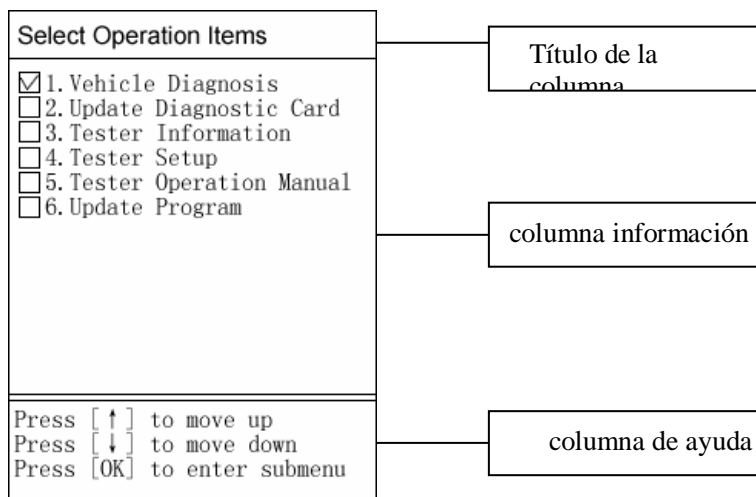 Select Operation Items
1. Vehicle Diagnosis
2. Update Diagnostic Card
3. Tester Information
4. Tester Setup
5. Tester Operation Manual
6. Update Program
Press [↑] to move up
Press [↓] to move down
Press [OK] to enter submenu
Título de la
columna
columna información
columna de ayuda